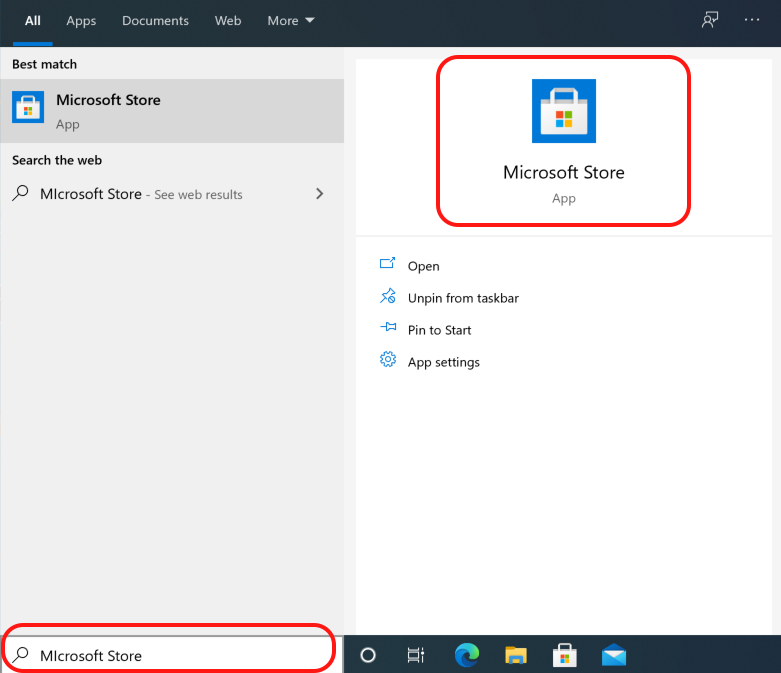 All Apps Documents Web More
Best match
Microsoft Store
App
Search the web
MIcrosoft Store - See web results
Microsoft Store
App
Open
Unpin from taskbar
Pin to Start
App settings
MIcrosoft Store